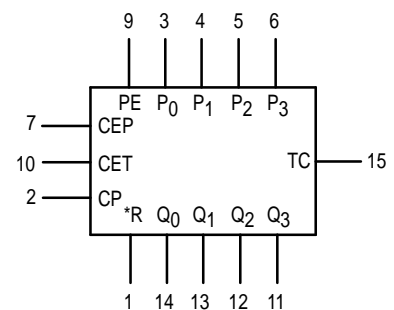 9 3 4 5 6
PE P0 P1 P2 P3
7 CEP
10 CET TC 15
2 CP
*R Q0 Q1 Q2 Q3
1 14 13 12 11